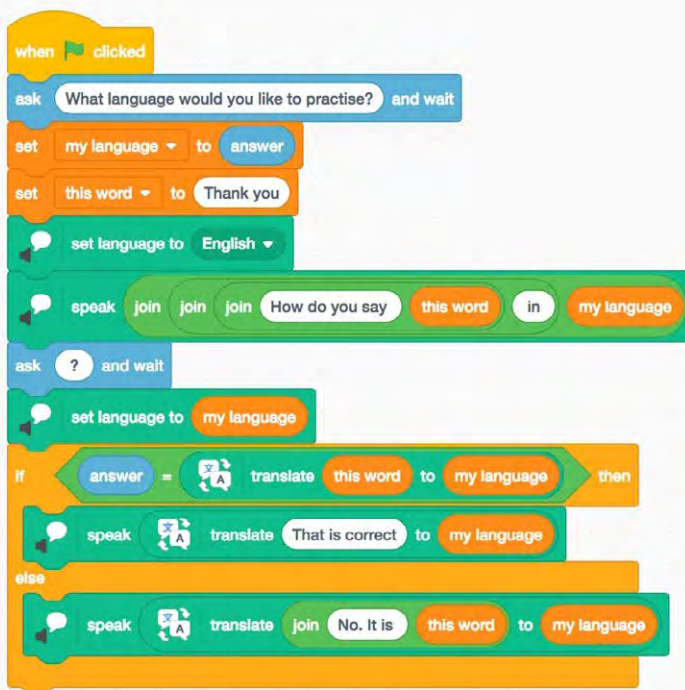 when clicked
ask What language would you like to practise? and wait
set my language to answer
set this word to Thank you
set language to English
speak join join join How do you say this word in my language
ask ? and wait
set language to my language
if answer = translate this word to my language then
speak translate That is correct to my language
else
speak translate join No. It is this word to my language